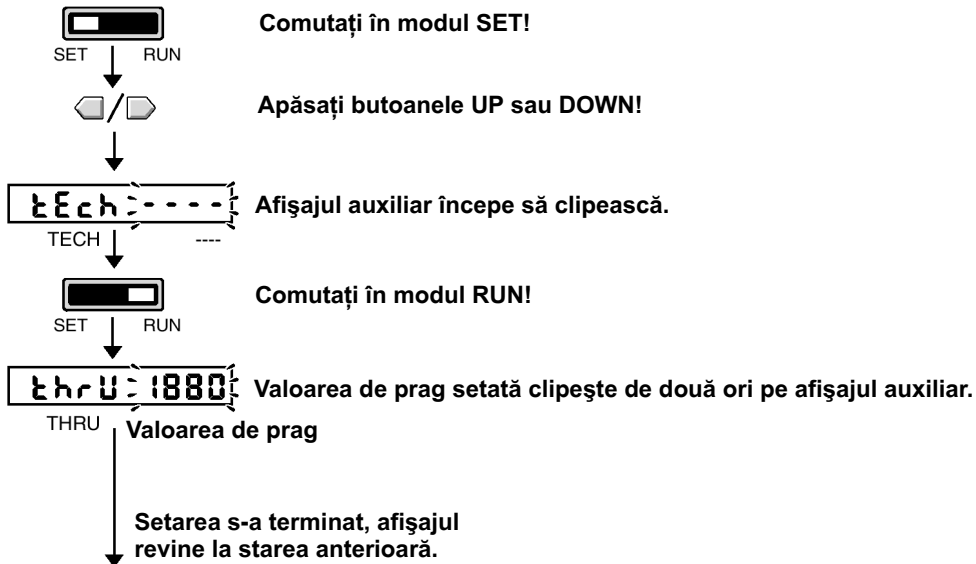 Comutați în modul SET!
SET RUN
Apăsați butoanele UP sau DOWN!
tEch ----
Afişajul auxiliar începe să clipească.
TECH ----
Comutați în modul RUN!
SET RUN
thrU 1880
Valoarea de prag setată clipeşte de două ori pe afişajul auxiliar.
THRU Valoarea de prag
Setarea s-a terminat, afişajul
revine la starea anterioară.